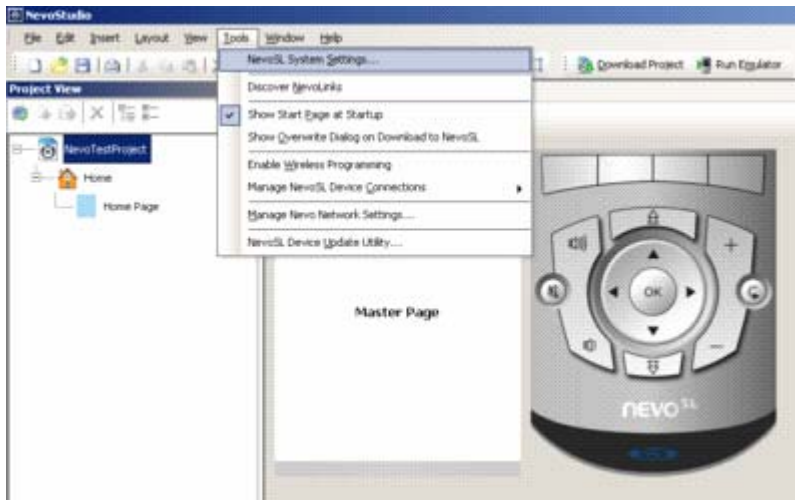 NevoStudio
File Edit Insert Layout View Tools Window Help
Download Project Run Emulator
NevoSL System Settings...
Discover NevoLinks
Show Start Page at Startup
Show Overwrite Dialog on Download to NevoSL
Enable Wireless Programming
Manage NevoSL Device Connections
Manage Nevo Network Settings...
NevoSL Device Update Utility...
Project View
NevoTestProject
Home
Home Page
Master Page
OK
+
−
nevo SL